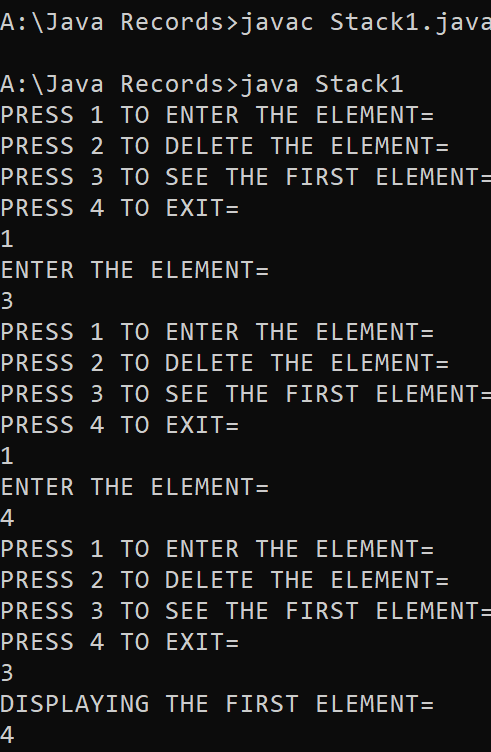 A:\Java Records>javac Stack1.java
A:\Java Records>java Stack1
PRESS 1 TO ENTER THE ELEMENT=
PRESS 2 TO DELETE THE ELEMENT=
PRESS 3 TO SEE THE FIRST ELEMENT=
PRESS 4 TO EXIT=
1
ENTER THE ELEMENT=
3
PRESS 1 TO ENTER THE ELEMENT=
PRESS 2 TO DELETE THE ELEMENT=
PRESS 3 TO SEE THE FIRST ELEMENT=
PRESS 4 TO EXIT=
1
ENTER THE ELEMENT=
4
PRESS 1 TO ENTER THE ELEMENT=
PRESS 2 TO DELETE THE ELEMENT=
PRESS 3 TO SEE THE FIRST ELEMENT=
PRESS 4 TO EXIT=
3
DISPLAYING THE FIRST ELEMENT=
4